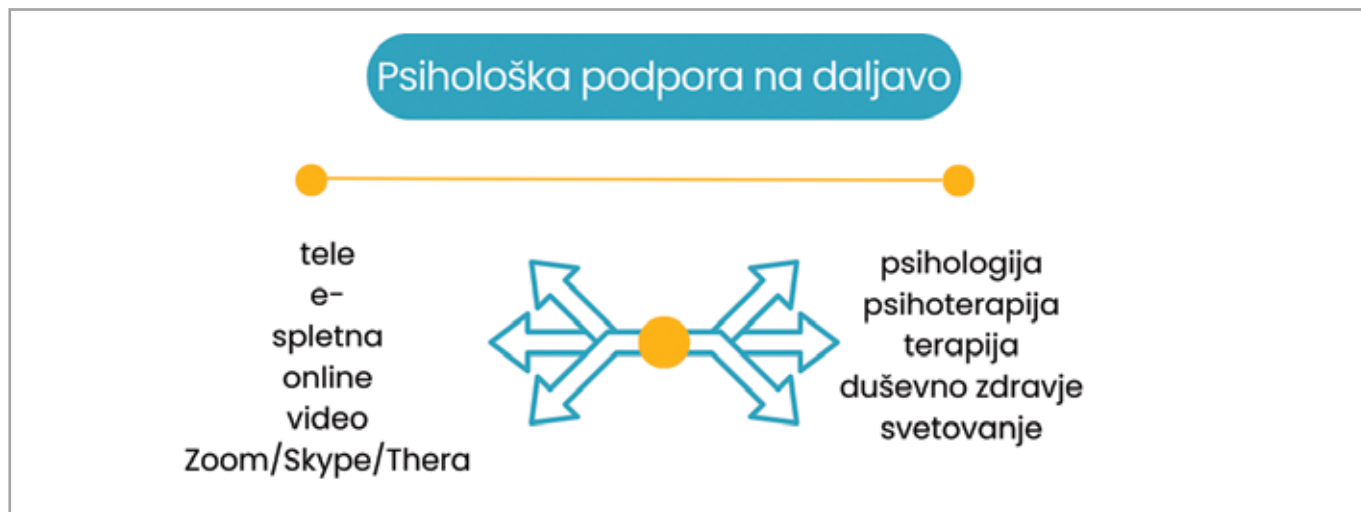 Psihološka podpora na daljavo
tele
e-
spletna
online
video
Zoom/Skype/Thera
psihologija
psihoterapija
terapija
duševno zdravje
svetovanje